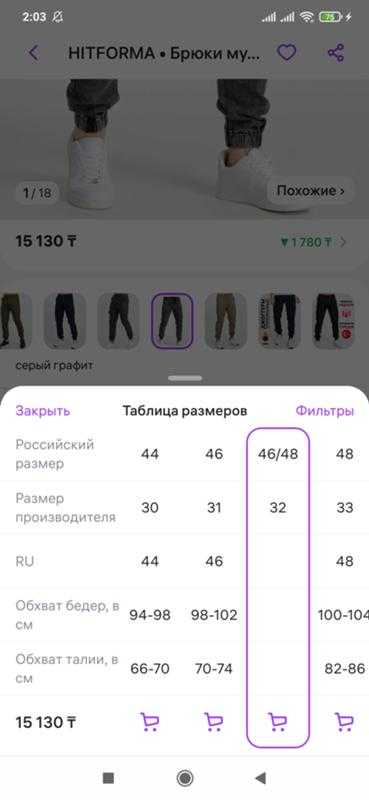 2:03
75
HITFORMA • Брюки му...
1 / 18
Похожие ›
15 130 ₸
▼1 780 ₸ ›
серый графит
Закрыть
Таблица размеров
Фильтры
Российский
размер
44 46 46/48 48
Размер
производителя
30 31 32 33
RU 44 46 48
Обхват бедер, в
см
94-98 98-102 100-104
Обхват талии, в
см
66-70 70-74 82-86
15 130 ₸